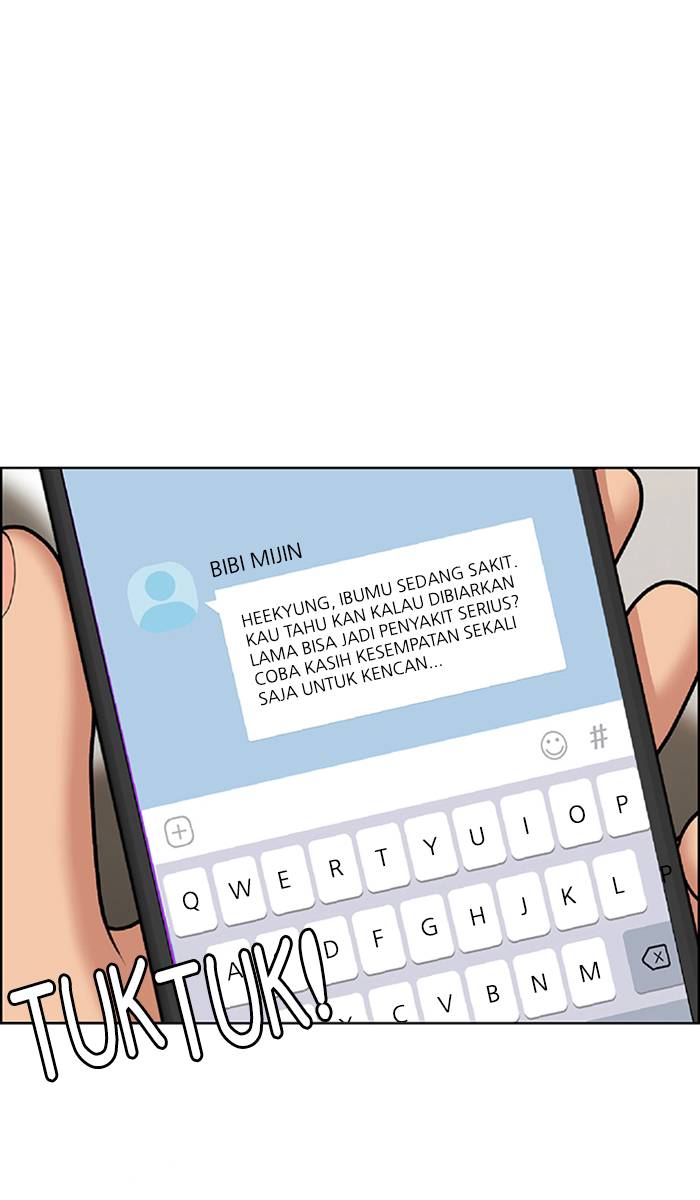 BIBI MIJIN
HEEKYUNG, IBUMU SEDANG SAKIT.
KAU TAHU KAN KALAU DIBIARKAN
LAMA BISA JADI PENYAKIT SERIUS?
COBA KASIH KESEMPATAN SEKALI
SAJA UNTUK KENCAN...
#
Q W E R T Y U I O P
A D F G H J K L P
C V B N M
TUKTUK!